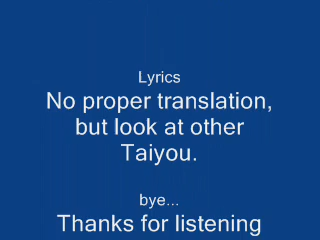 Lyrics
No proper translation,
but look at other
Taiyou.
bye...
Thanks for listening